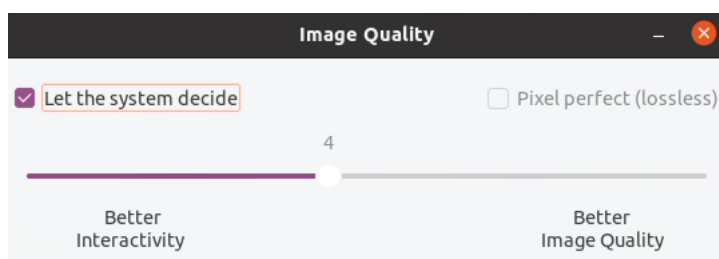 Image Quality
Let the system decide
Pixel perfect (lossless)
4
Better
Interactivity
Better
Image Quality